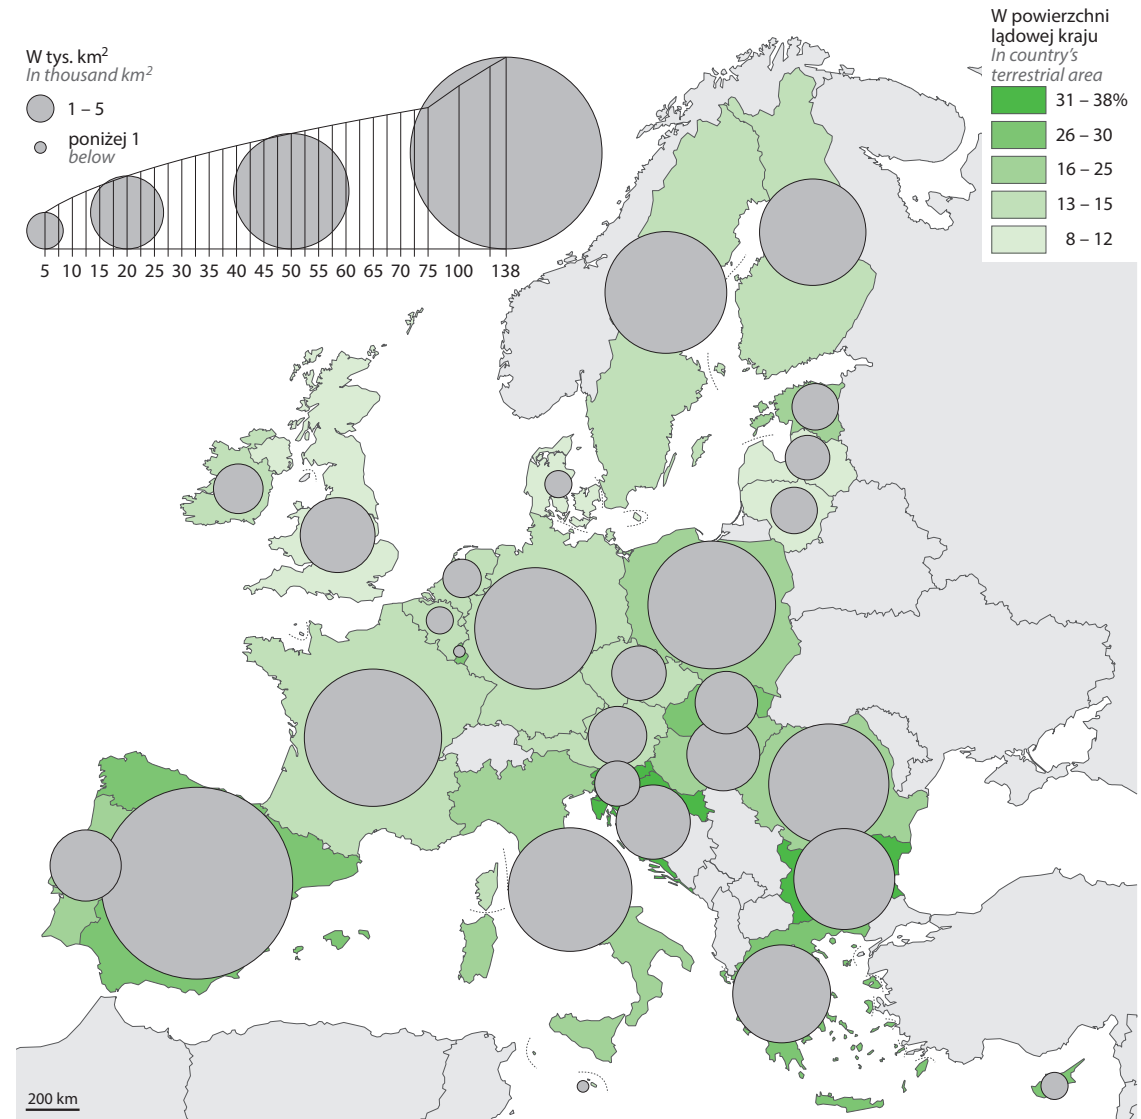 W tys. km²
In thousand km²
1 – 5
poniżej 1
below
5 10 15 20 25 30 35 40 45 50 55 60 65 70 75 100 138
W powierzchni
lądowej kraju
In country's
terrestrial area
31 – 38%
26 – 30
16 – 25
13 – 15
8 – 12
200 km